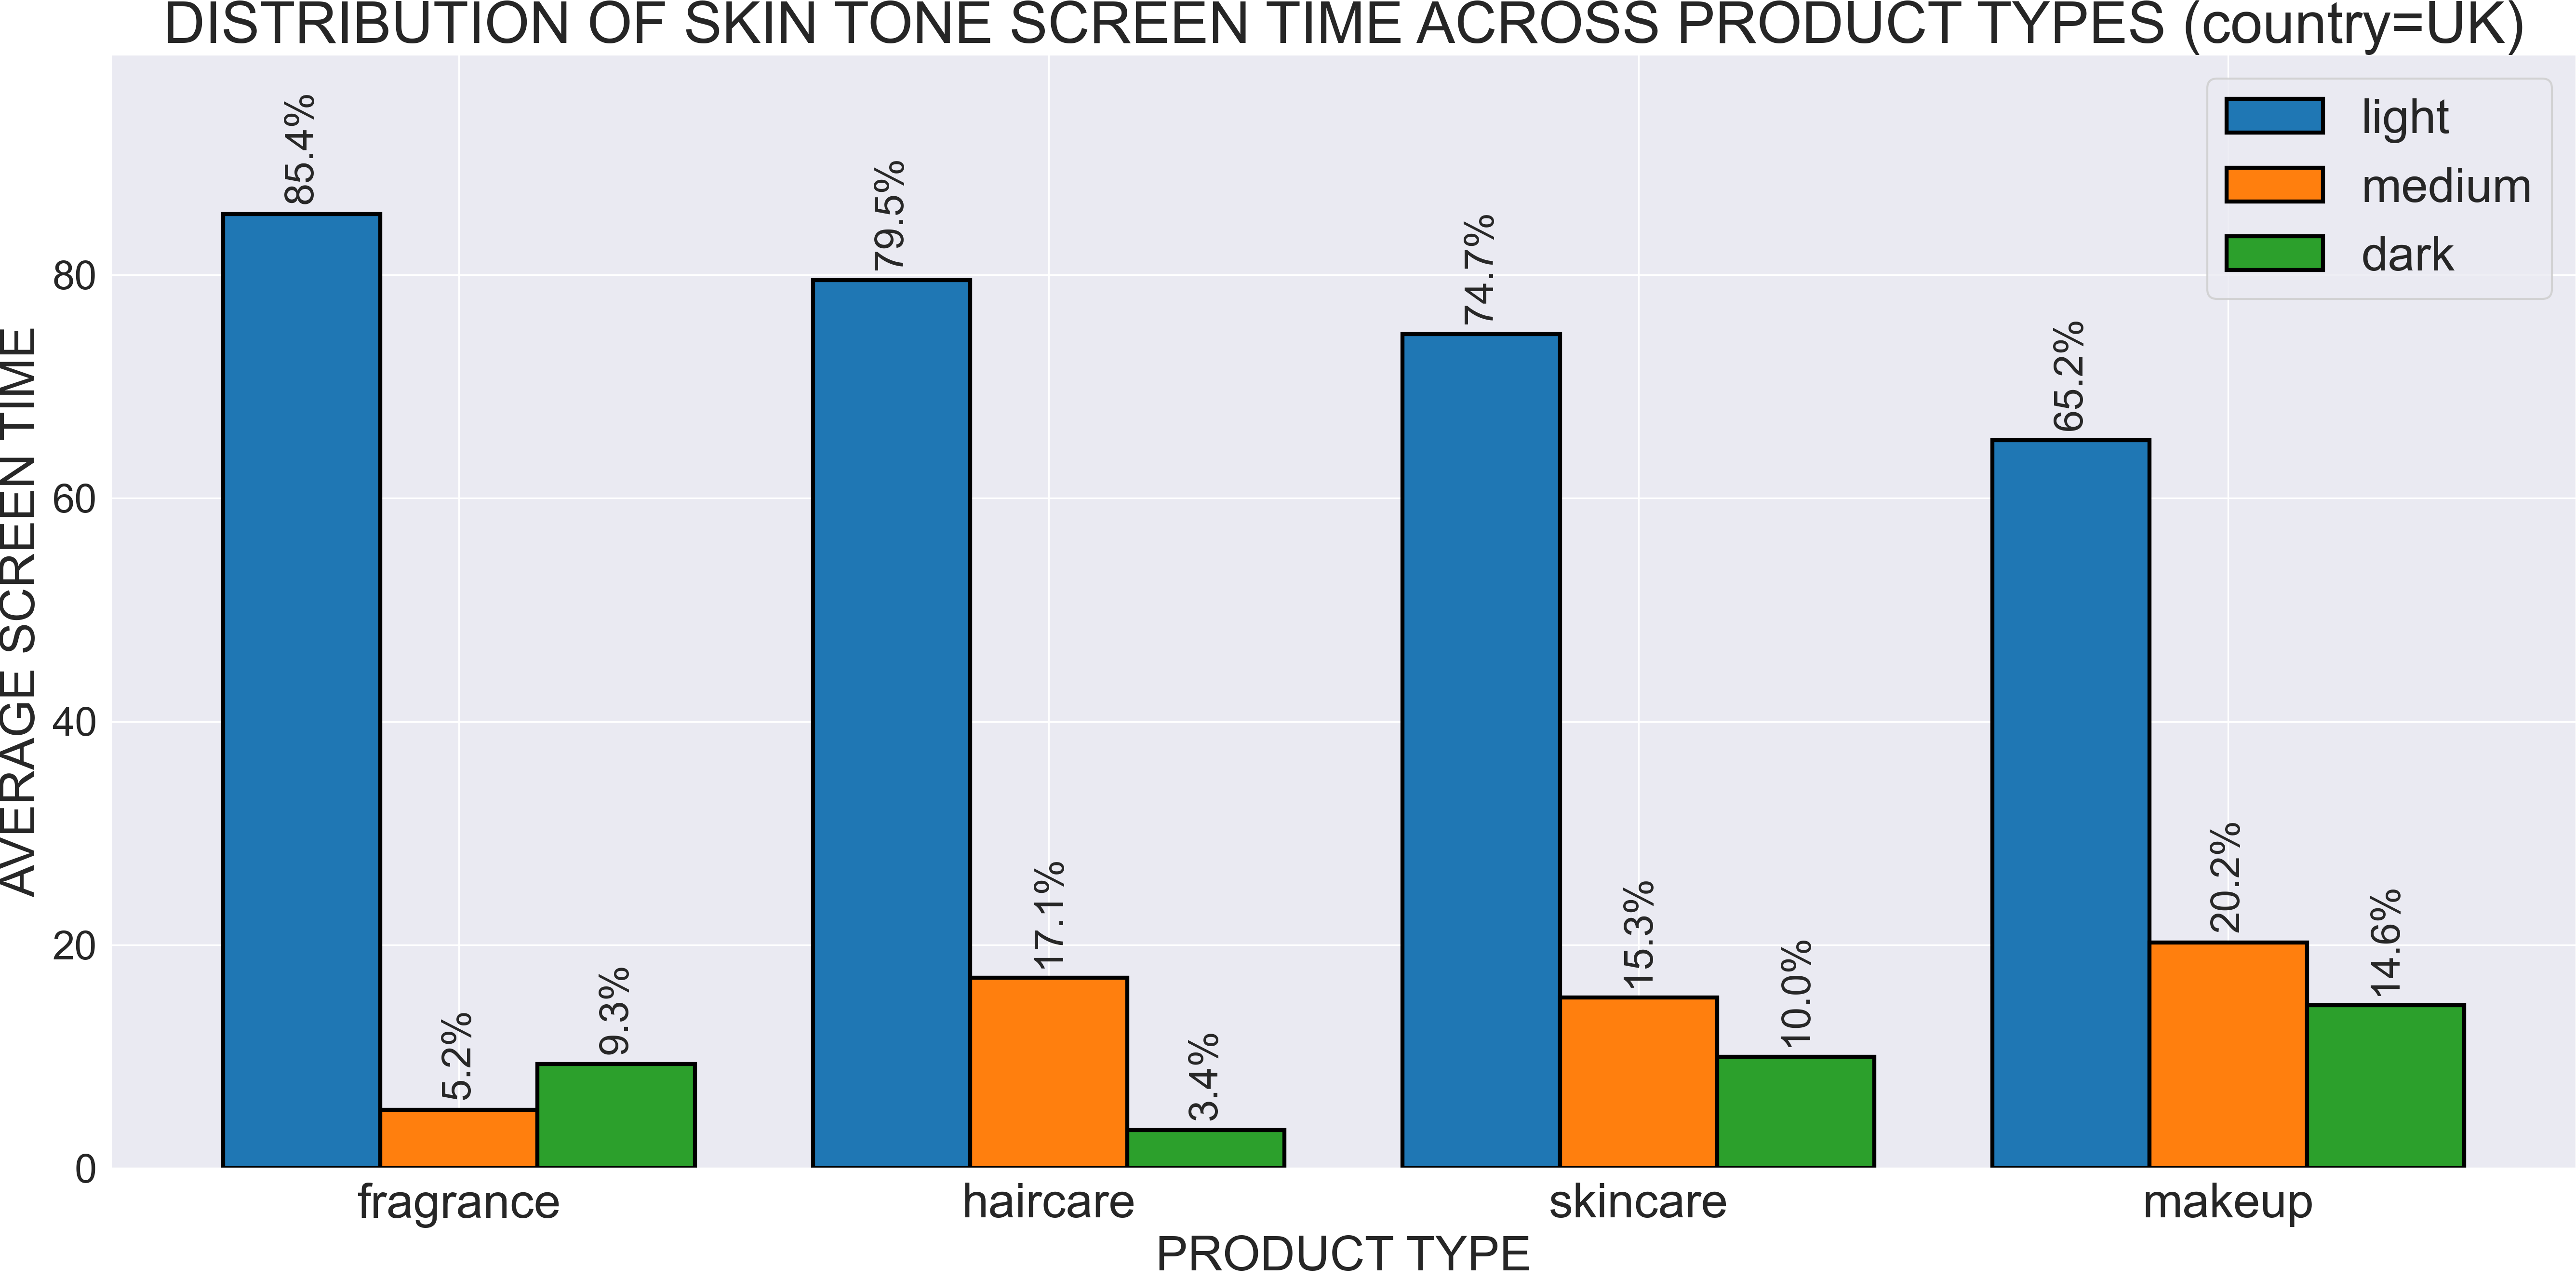 DISTRIBUTION OF SKIN TONE SCREEN TIME ACROSS PRODUCT TYPES (country=UK)
light
medium
dark
AVERAGE SCREEN TIME
80
60
40
20
0
85.4%
5.2%
9.3%
79.5%
17.1%
3.4%
74.7%
15.3%
10.0%
65.2%
20.2%
14.6%
fragrance
haircare
skincare
makeup
PRODUCT TYPE